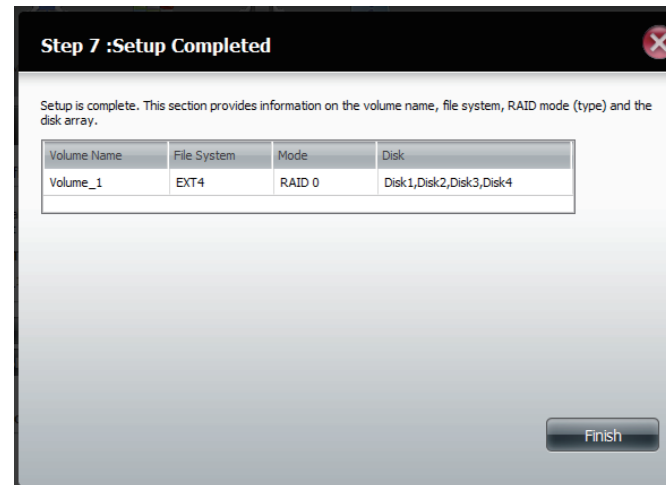 Step 7 :Setup Completed
Setup is complete. This section provides information on the volume name, file system, RAID mode (type) and the
disk array.
Volume Name File System Mode Disk
Volume_1 EXT4 RAID 0 Disk1,Disk2,Disk3,Disk4
Finish